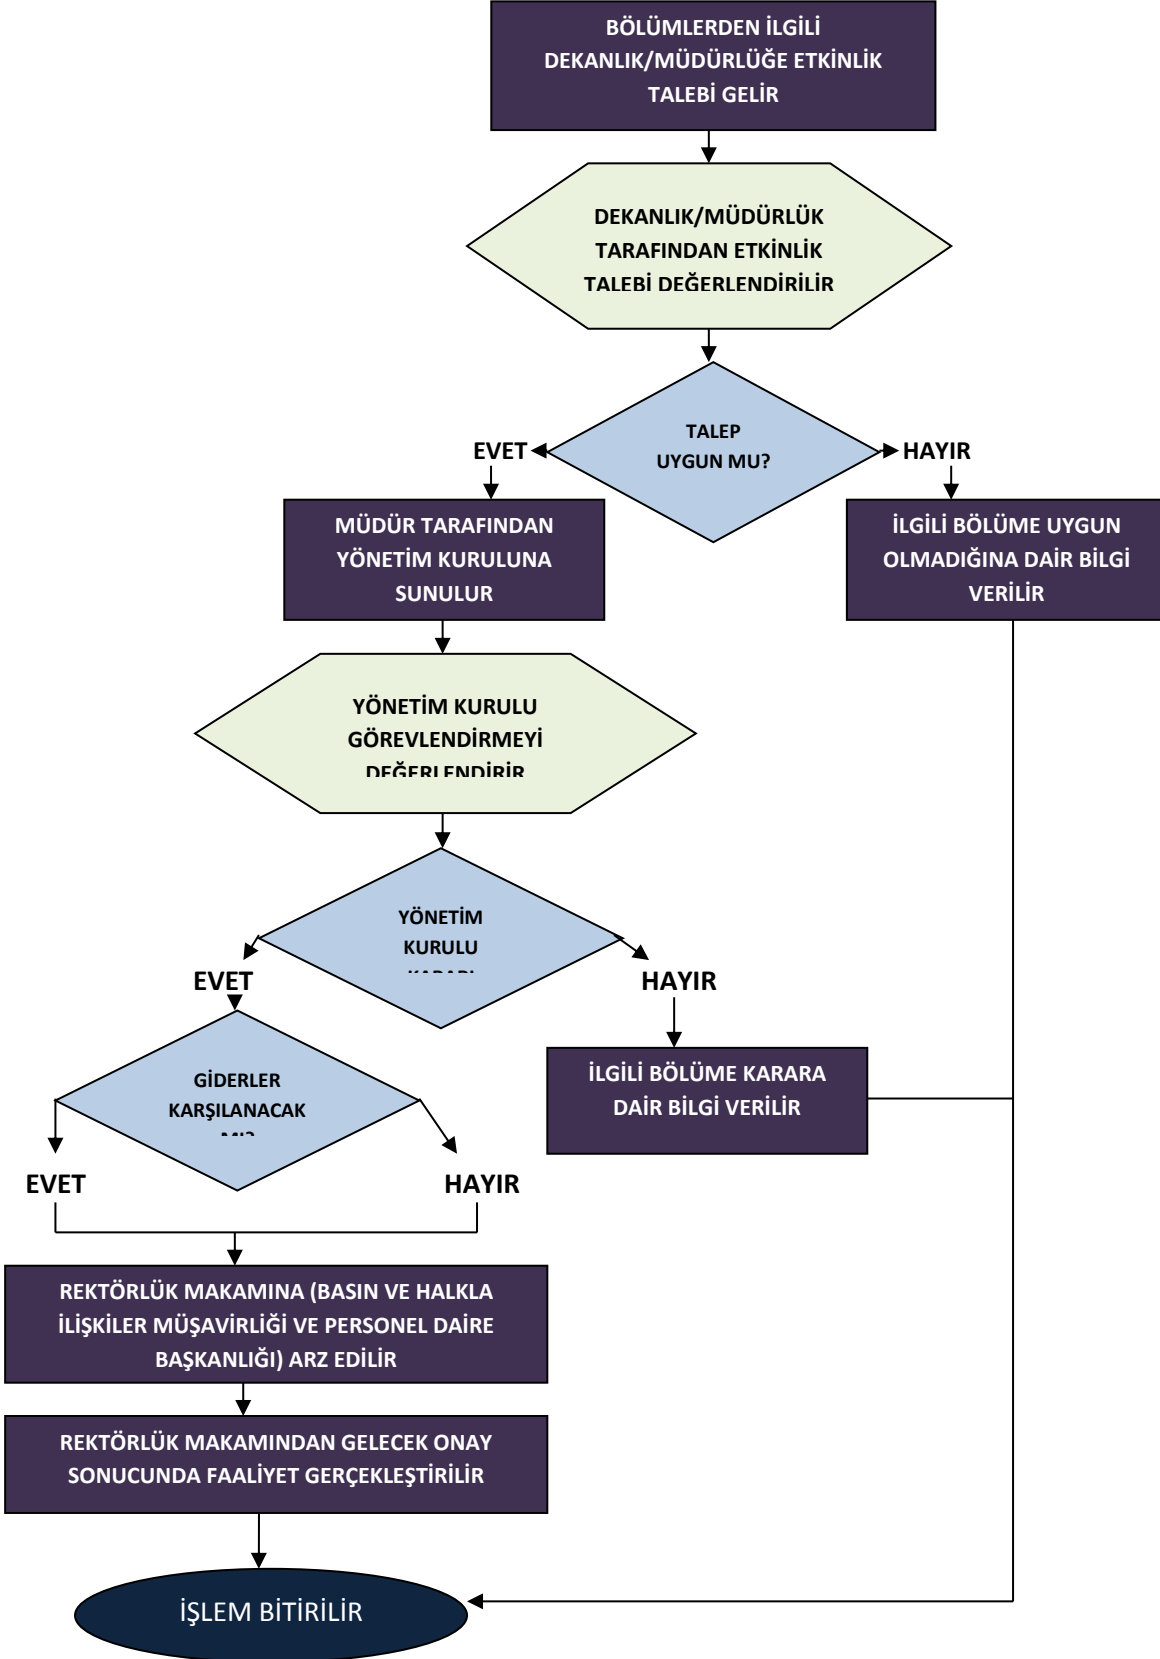 BÖLÜMLERDEN İLGİLİ
DEKANLIK/MÜDÜRLÜĞE ETKİNLİK
TALEBİ GELİR
DEKANLIK/MÜDÜRLÜK
TARAFINDAN ETKİNLİK
TALEBİ DEĞERLENDİRİLİR
TALEP
UYGUN MU?
EVET
HAYIR
MÜDÜR TARAFINDAN
YÖNETİM KURULUNA
SUNULUR
İLGİLİ BÖLÜME UYGUN
OLMADIĞINA DAİR BİLGİ
VERİLİR
YÖNETİM KURULU
GÖREVLENDİRMEYİ
DEĞERLENDİRİR
YÖNETİM
KURULU
EVET
HAYIR
GİDERLER
KARŞILANACAK
MI?
İLGİLİ BÖLÜME KARARA
DAİR BİLGİ VERİLİR
EVET
HAYIR
REKTÖRLÜK MAKAMINA (BASIN VE HALKLA
İLİŞKİLER MÜŞAVİRLİĞİ VE PERSONEL DAİRE
BAŞKANLIĞI) ARZ EDİLİR
REKTÖRLÜK MAKAMINDAN GELECEK ONAY
SONUCUNDA FAALİYET GERÇEKLEŞTİRİLİR
İŞLEM BİTİRİLİR